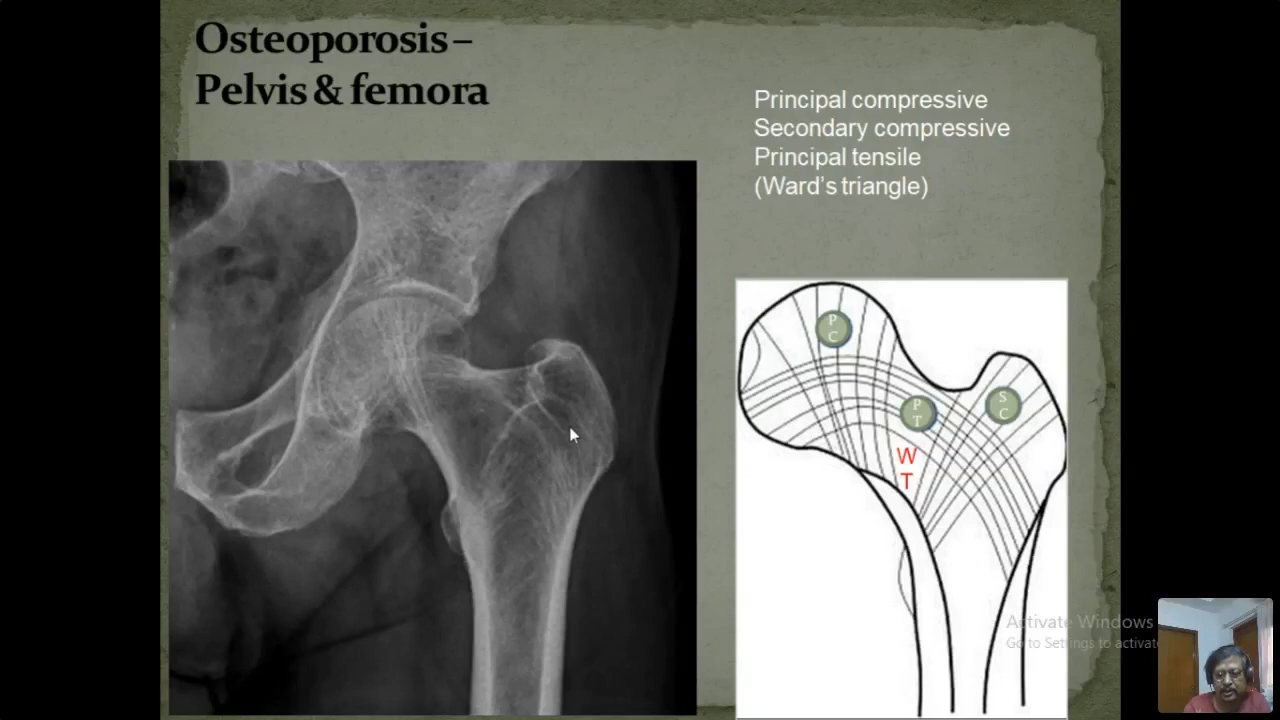 Osteoporosis –
Pelvis & femora
Principal compressive
Secondary compressive
Principal tensile
(Ward's triangle)
P
C
P
T
S
C
W
T
Activate Windows
Go to Settings to activate